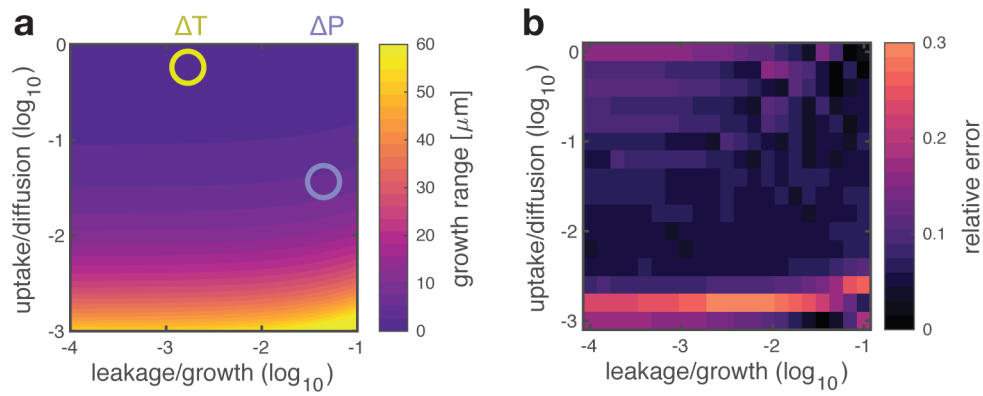 a
ΔT
ΔP
uptake/diffusion (log10)
0
-1
-2
-3
-4
-3
-2
-1
leakage/growth (log10)
60
50
40
30
20
10
0
growth range [μm]
b
uptake/diffusion (log10)
0
-1
-2
-3
-4
-3
-2
-1
leakage/growth (log10)
0.3
0.2
0.1
0
relative error